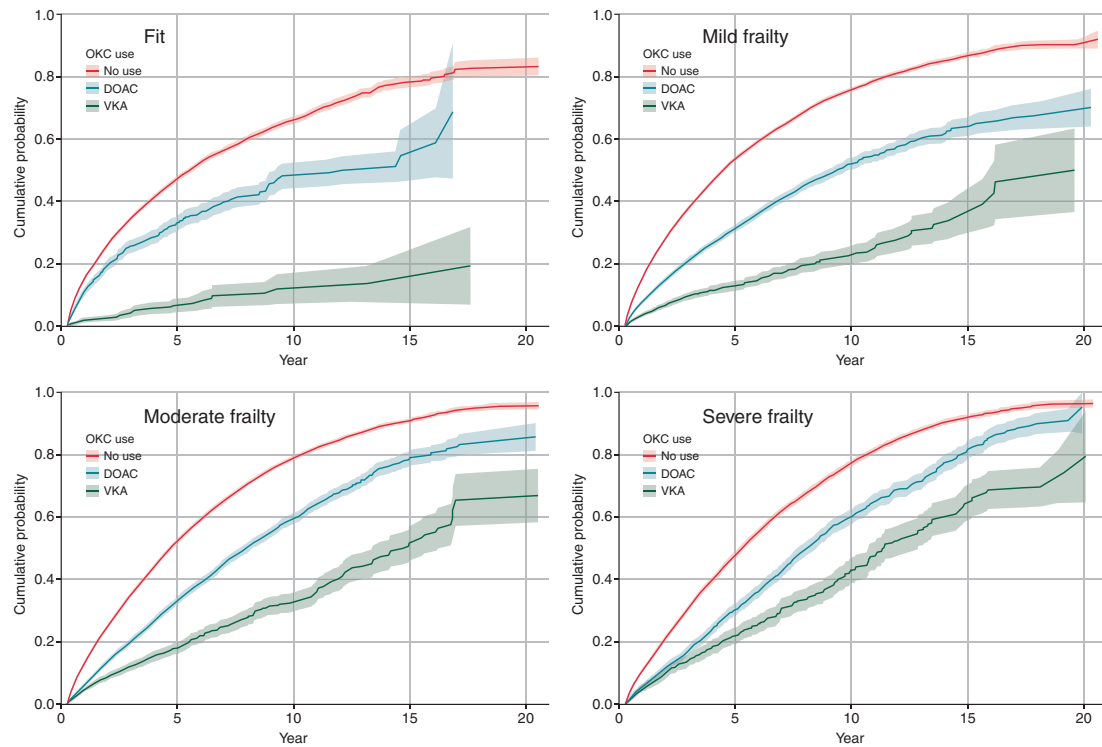 Fit
OKC use
No use
DOAC
VKA
Cumulative probability
1.0
0.8
0.6
0.4
0.2
0.0
0 5 10 15 20
Year
Mild frailty
OKC use
No use
DOAC
VKA
Cumulative probability
1.0
0.8
0.6
0.4
0.2
0.0
0 5 10 15 20
Year
Moderate frailty
OKC use
No use
DOAC
VKA
Cumulative probability
1.0
0.8
0.6
0.4
0.2
0.0
0 5 10 15 20
Year
Severe frailty
OKC use
No use
DOAC
VKA
Cumulative probability
1.0
0.8
0.6
0.4
0.2
0.0
0 5 10 15 20
Year